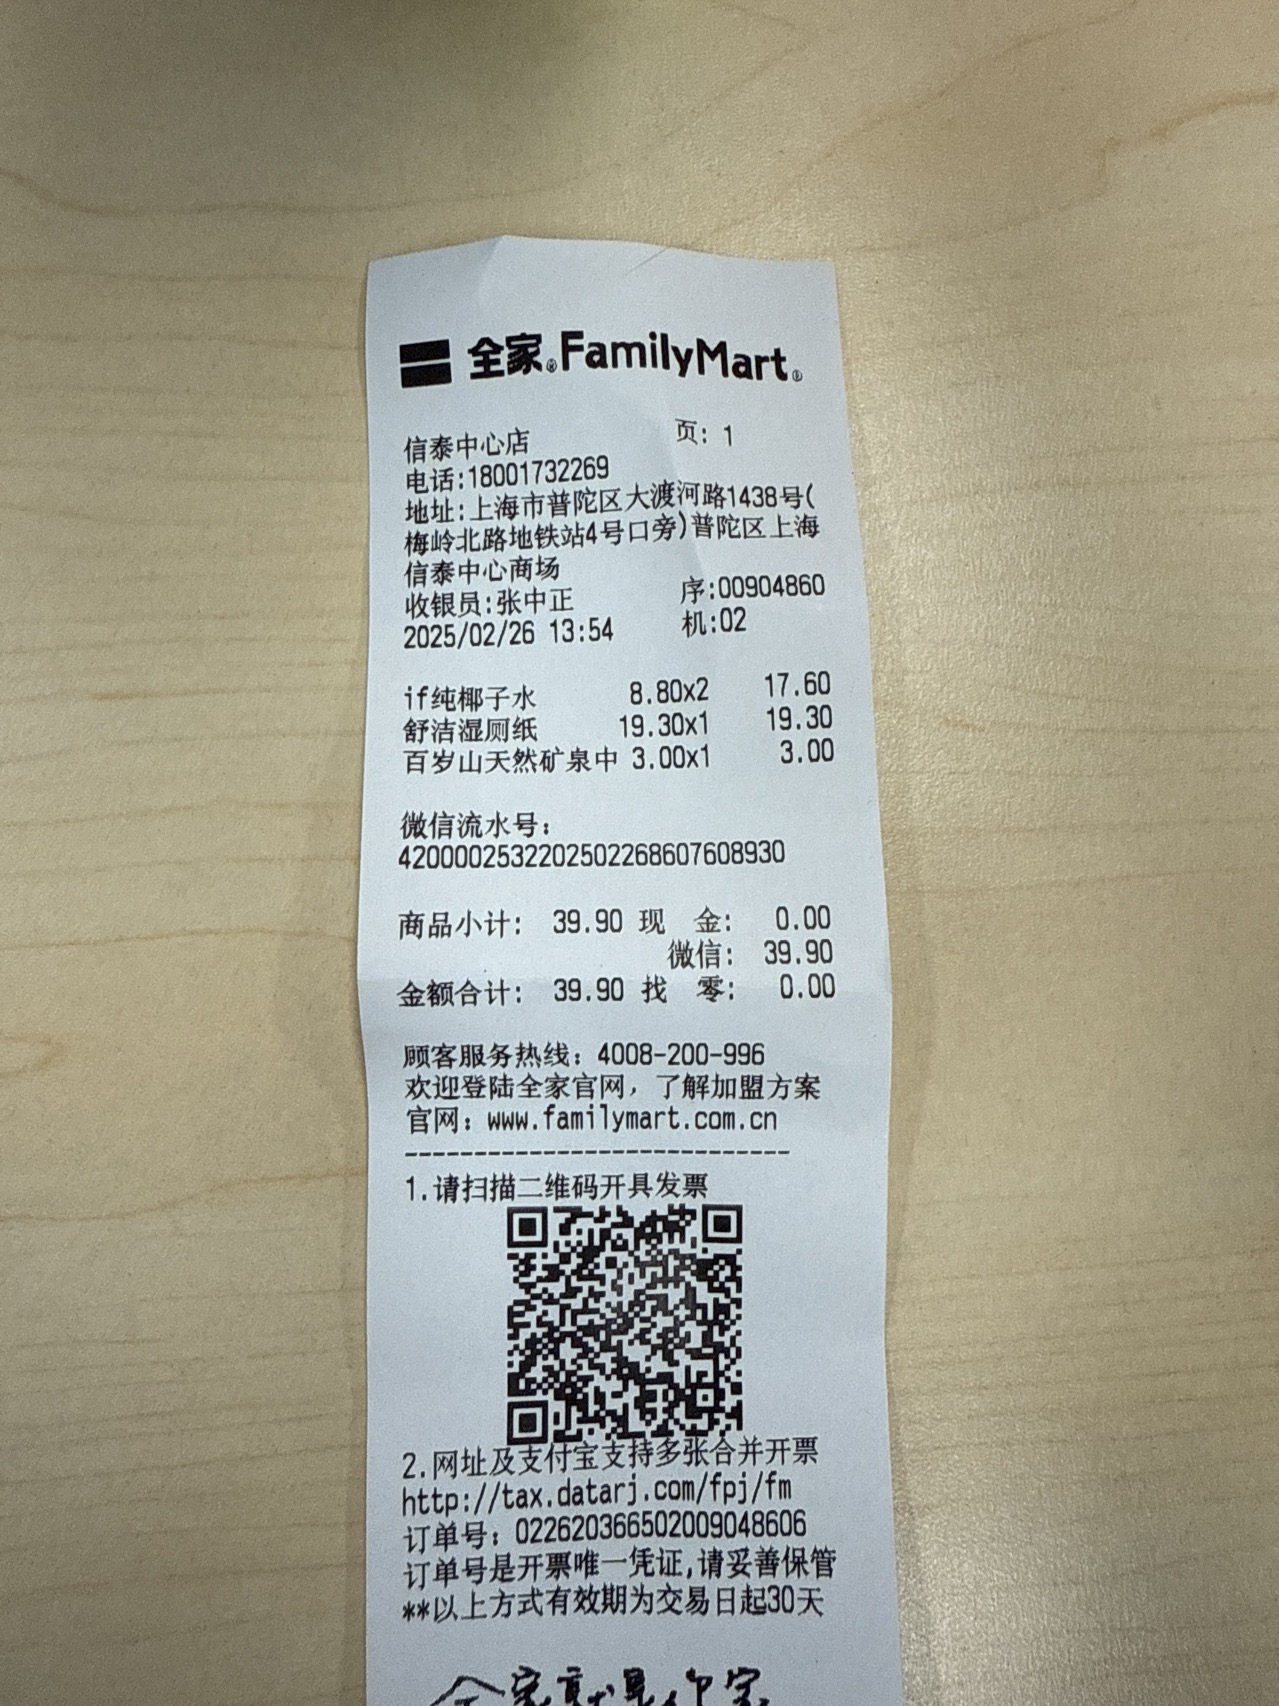 全家®FamilyMart®
信泰中心店 页: 1
电话:18001732269
地址:上海市普陀区大渡河路1438号(
梅岭北路地铁站4号口旁)普陀区上海
信泰中心商场
收银员:张中正 序:00904860
2025/02/26 13:54 机:02
if纯椰子水 8.80x2 17.60
舒洁湿厕纸 19.30x1 19.30
百岁山天然矿泉中 3.00x1 3.00
微信流水号:
4200002532202502268607608930
商品小计: 39.90 现 金: 0.00
微信: 39.90
金额合计: 39.90 找 零: 0.00
顾客服务热线: 4008-200-996
欢迎登陆全家官网, 了解加盟方案
官网: www.familymart.com.cn
----------------------------
1.请扫描二维码开具发票
2.网址及支付宝支持多张合并开票
http://tax.datarj.com/fpj/fm
订单号: 022620366502009048606
订单号是开票唯一凭证,请妥善保管
**以上方式有效期为交易日起30天
全家就是你家